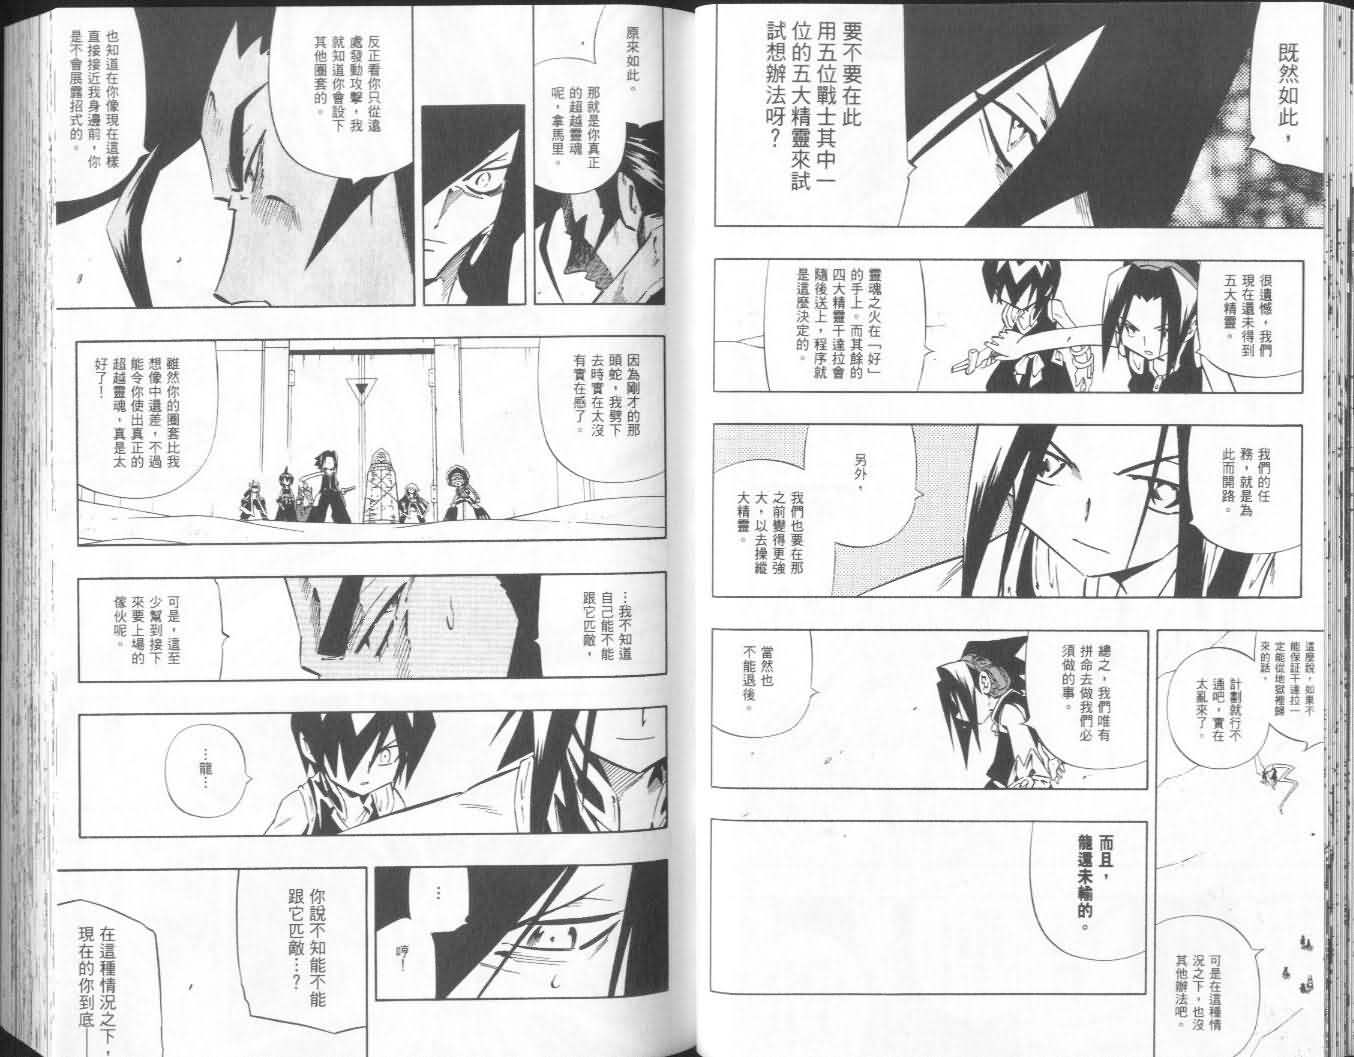 既然如此，
要不要在此
用五位戰士其中一
位的五大精靈來試
試想辦法呀？
很遺憾，我們
現在還未得到
五大精靈。
靈魂之火在「好」
的手上。而其餘的
四大精靈干達拉會
隨後送上，程序就
是這麼決定的。
我們的任
務，就是為
此而開路。
另外，
我們也要在那
之前變得更強
大，以去操縱
大精靈。
這麼說，如果不
能保証干達拉一
定能從地獄裡歸
來的話，
計劃就行不
通吧，實在
太亂來了。
總之，我們唯有
拼命去做我們必
須做的事。
當然也
不能退後。
可是在這種情
況之下，也沒
其他辦法吧。
而且，
龍還未輸的。
原來如此。
那就是你真正
的超越靈魂
呢，拿馬里。
反正看你只從遠
處發動攻擊，我
就知道你會設下
其他圈套的。
也知道在你像現在這樣
直接接近我身邊前，你
是不會展露招式的。
因為剛才的那
頭蛇，我劈下
去時實在太沒
有實在感了。
雖然你的圈套比我
想像中還差，不過
能令你使出真正的
超越靈魂，真是太
好了！
…我不知道
自己能不能
跟它匹敵，
可是，這至
少幫到接下
來要上場的
傢伙呢。
…龍…
…
哼！
你說不知能不能
跟它匹敵…？
在這種情況之下，
現在的你到底——